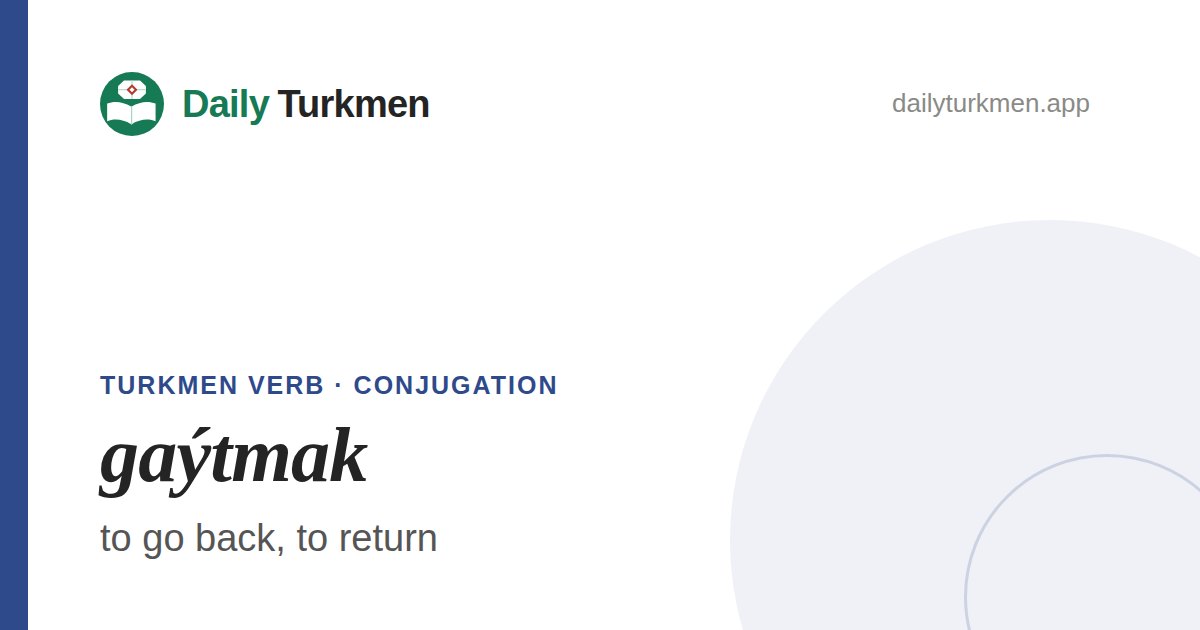 Daily Turkmen
dailyturkmen.app
TURKMEN VERB · CONJUGATION
gaýtmak
to go back, to return